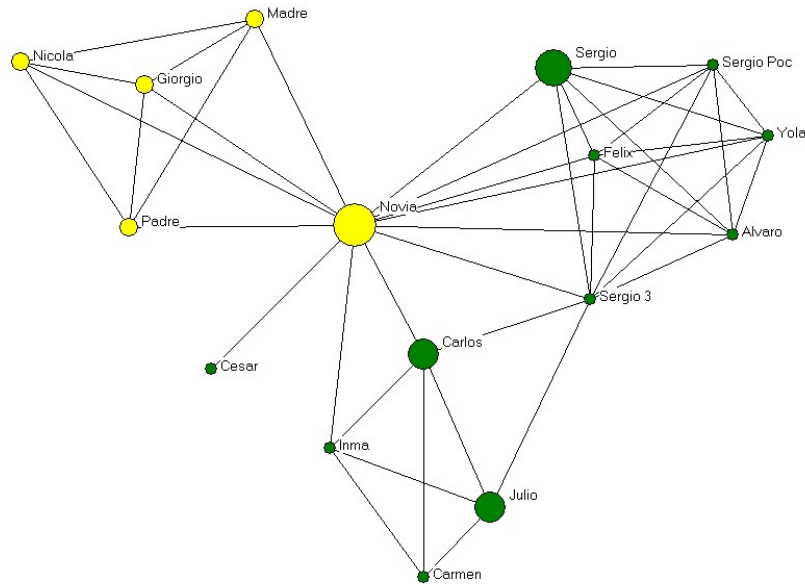 Madre
Nicola
Giorgio
Sergio
Sergio Poc
Yola
Felix
Novia
Padre
Alvaro
Sergio 3
Carlos
Cesar
Inma
Julio
Carmen